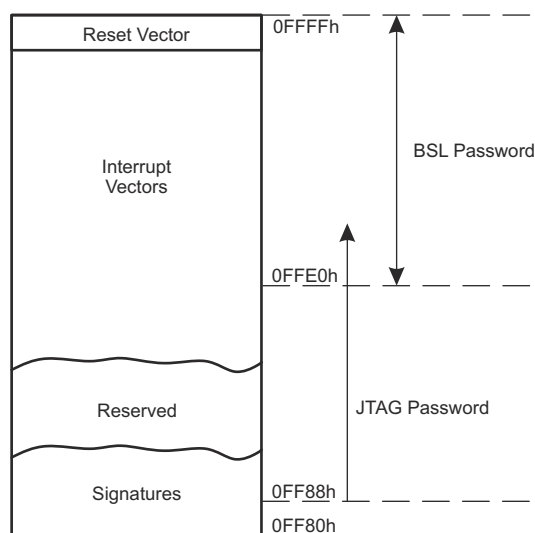 Reset Vector
0FFFFh
BSL Password
Interrupt
Vectors
0FFE0h
Reserved
JTAG Password
Signatures
0FF88h
0FF80h